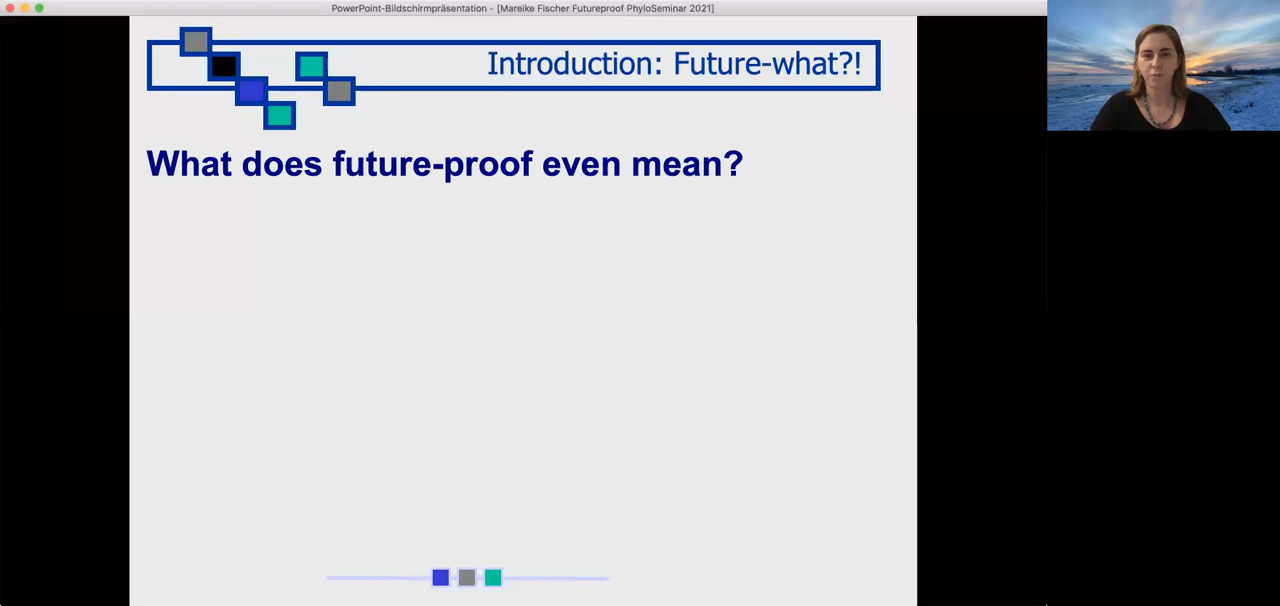 PowerPoint-Bildschirmpräsentation - [Mareike Fischer Futureproof PhyloSeminar 2021]
Introduction: Future-what?!
What does future-proof even mean?